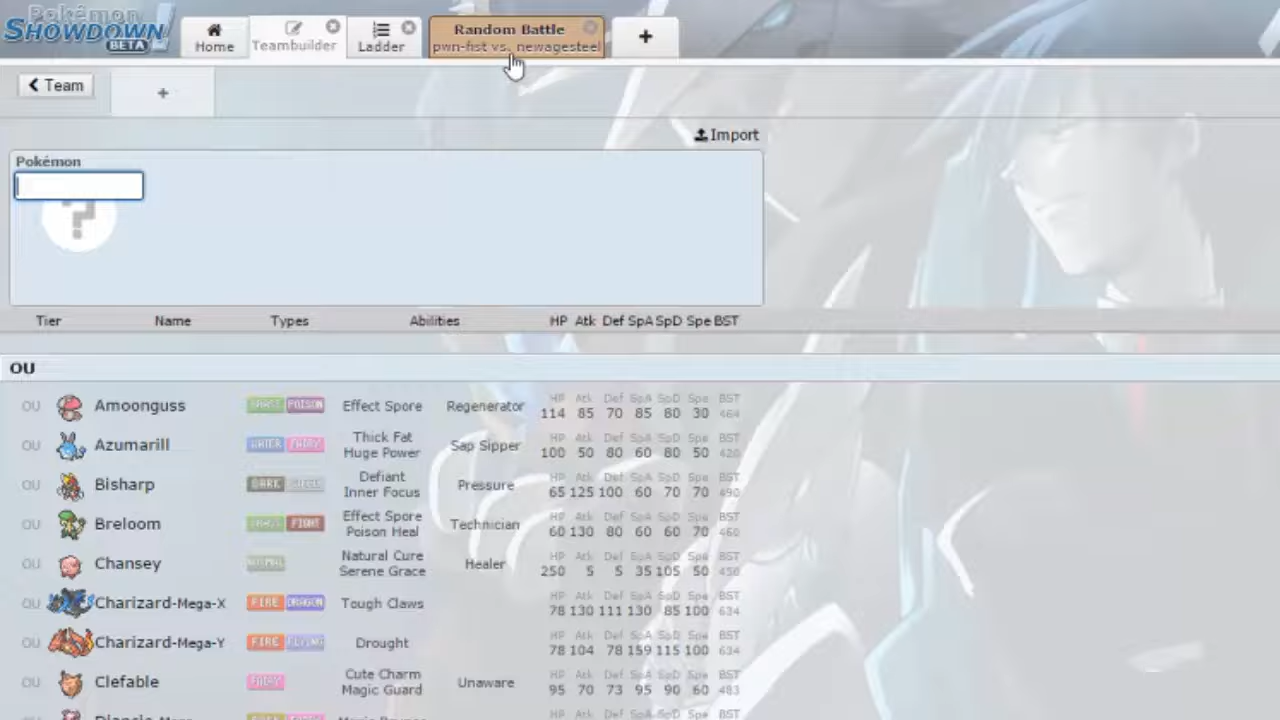 Pokémon
SHOWDOWN!
BETA
Home
Teambuilder
Ladder
Random Battle
pwn-fist vs. newagesteel
+
Team
+
Import
Pokémon
?
Tier Name Types Abilities HP Atk Def SpA SpD Spe BST
OU
OU Amoonguss GRASS POISON Effect Spore Regenerator HP Atk Def SpA SpD Spe BST
114 85 70 85 80 30 464
OU Azumarill WATER FAIRY Thick Fat Huge Power Sap Sipper HP Atk Def SpA SpD Spe BST
100 50 80 60 80 50 420
OU Bisharp DARK STEEL Defiant Inner Focus Pressure HP Atk Def SpA SpD Spe BST
65 125 100 60 70 70 490
OU Breloom GRASS FIGHT Effect Spore Poison Heal Technician HP Atk Def SpA SpD Spe BST
60 130 80 60 60 70 460
OU Chansey NORMAL Natural Cure Serene Grace Healer HP Atk Def SpA SpD Spe BST
250 5 5 35 105 50 450
OU Charizard-Mega-X FIRE DRAGON Tough Claws HP Atk Def SpA SpD Spe BST
78 130 111 130 85 100 634
OU Charizard-Mega-Y FIRE FLYING Drought HP Atk Def SpA SpD Spe BST
78 104 78 159 115 100 634
OU Clefable FAIRY Cute Charm Magic Guard Unaware HP Atk Def SpA SpD Spe BST
95 70 73 95 90 60 483
HP Atk Def SpA SpD Spe BST